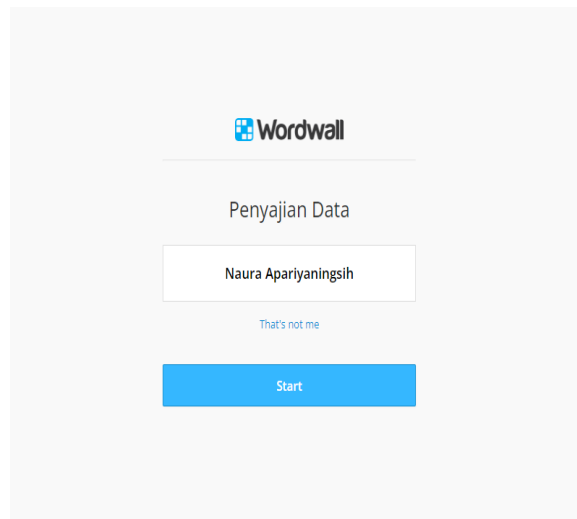 Wordwall
Penyajian Data
Naura Apariyaningsih
That's not me
Start